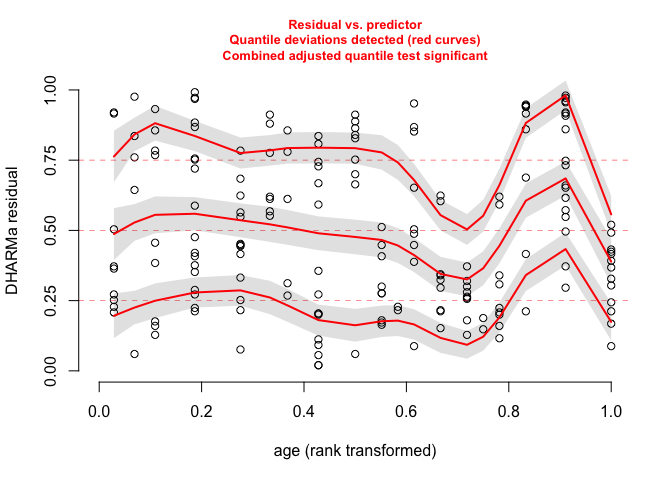 Residual vs. predictor
Quantile deviations detected (red curves)
Combined adjusted quantile test significant
DHARMa residual
1.00
0.75
0.50
0.25
0.00
0.0 0.2 0.4 0.6 0.8 1.0
age (rank transformed)